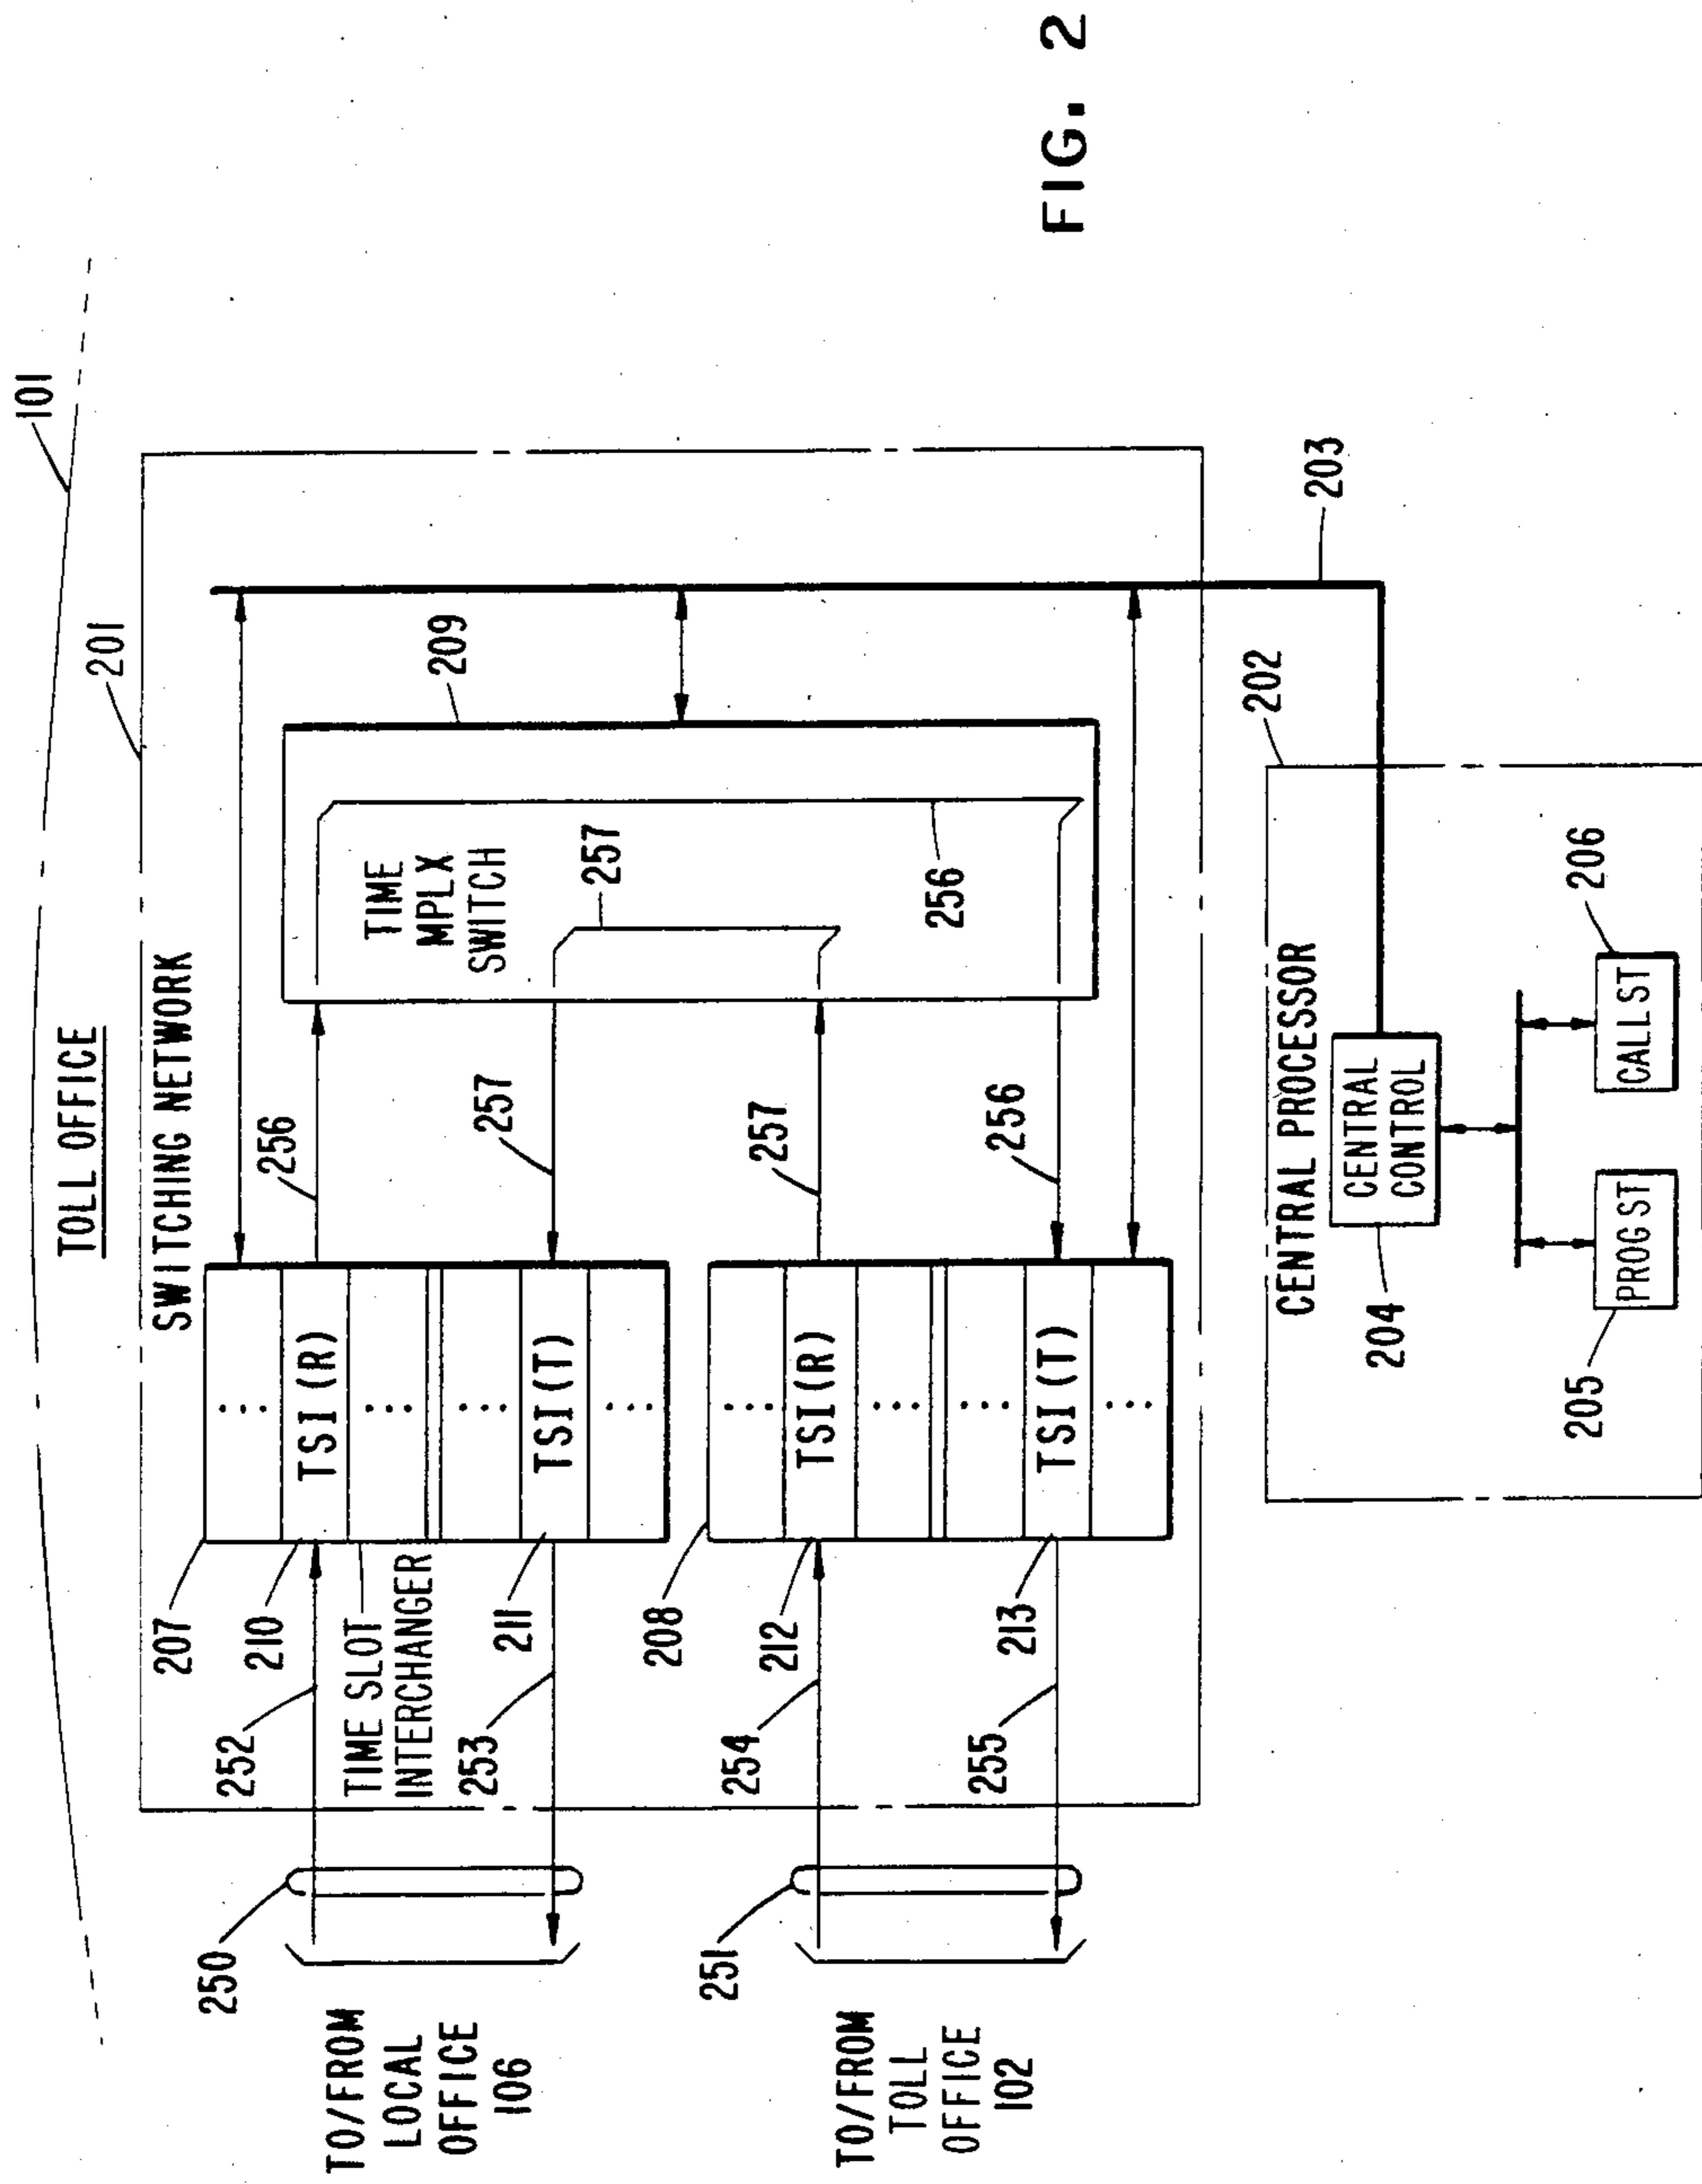 101
TOLL OFFICE
201
SWITCHING NETWORK
207
210
252
TIME SLOT
INTERCHANGER
253
211
TSI (R)
TSI (T)
256
257
TIME
MPLX
SWITCH
257
256
209
250
TO/FROM
LOCAL
OFFICE
106
208
212
254
255
213
TSI (R)
TSI (T)
257
256
251
TO/FROM
TOLL
OFFICE
102
203
202
CENTRAL PROCESSOR
204
CENTRAL
CONTROL
205
PROG ST
CALL ST
206
FIG. 2